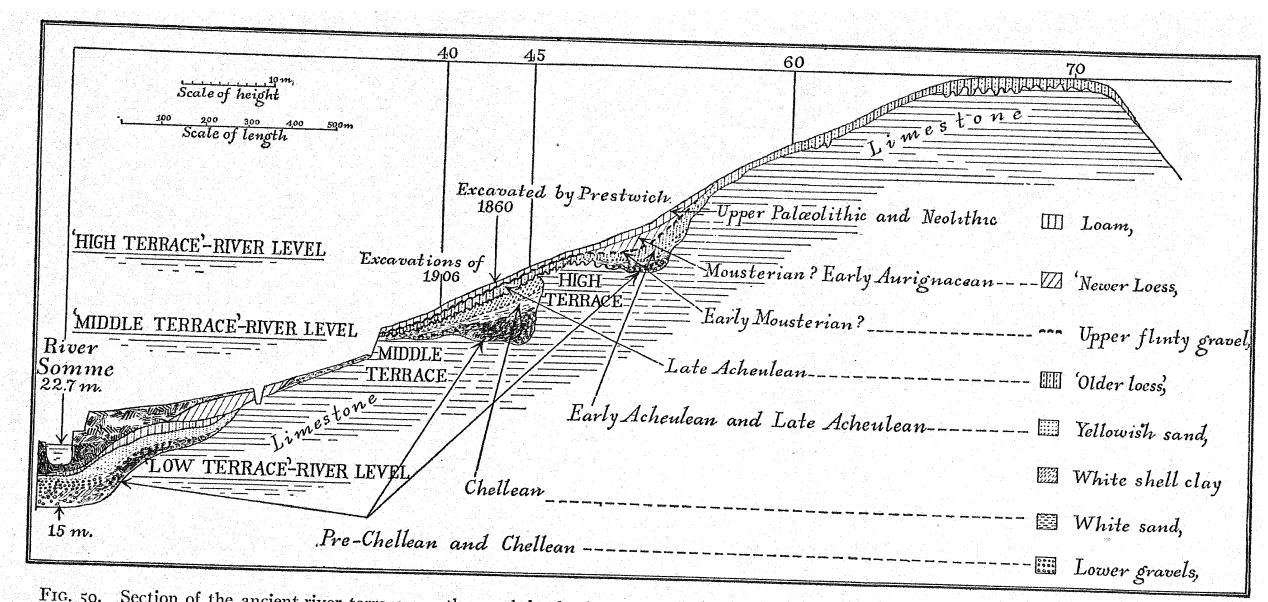 40 45 60 70
10 m.
Scale of height
100 200 300 400 500m
Scale of length
Excavated by Prestwich.
1860
Excavations of
1906
'HIGH TERRACE'-RIVER LEVEL
'MIDDLE TERRACE'-RIVER LEVEL
River
Somme
22.7 m.
'LOW TERRACE'-RIVER LEVEL
15 m.
Limestone
Limestone
HIGH
TERRACE
MIDDLE
TERRACE
Upper Palæolithic and Neolithic
Loam,
Mousterian? Early Aurignacean
'Newer Loess,
Early Mousterian?
Upper flinty gravel,
Late Acheulean
'Older loess',
Early Acheulean and Late Acheulean
Yellowish sand,
White shell clay
Chellean
White sand,
Pre-Chellean and Chellean
Lower gravels,
FIG. 50. Section of the ancient river